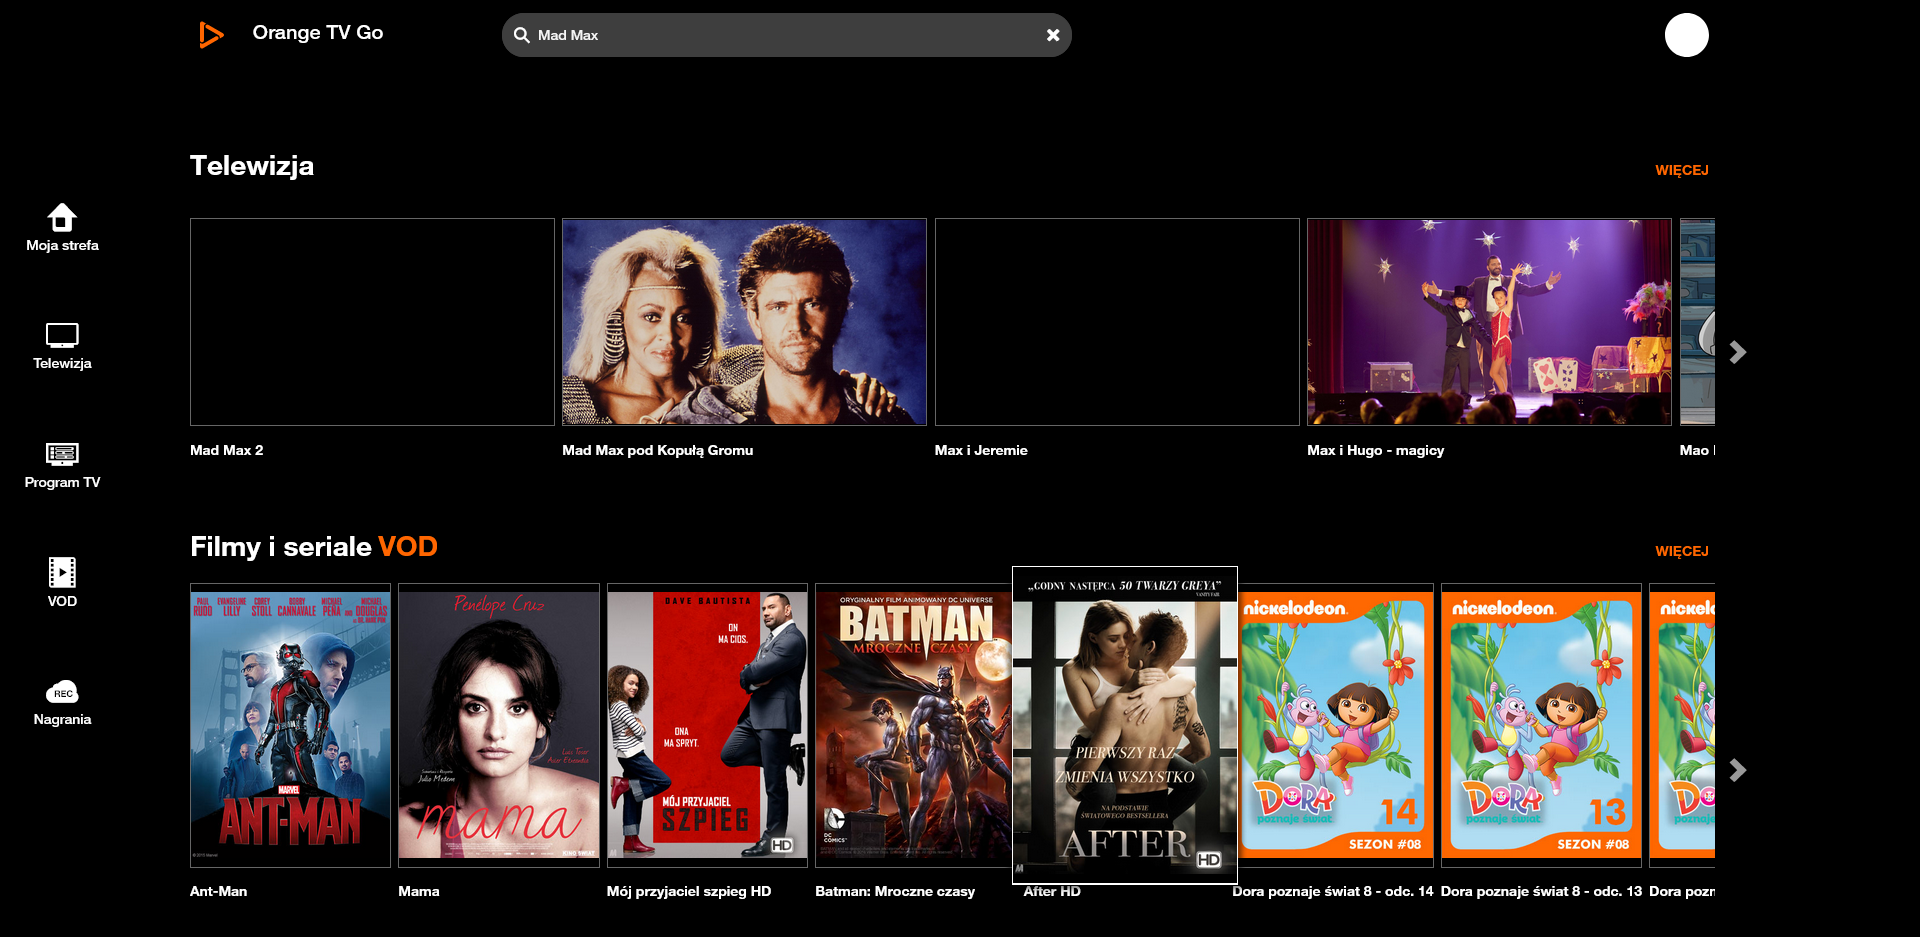 Orange TV Go
Mad Max
Telewizja
WIĘCEJ
Moja strefa
Telewizja
Program TV
VOD
REC
Nagrania
Mad Max 2
Mad Max pod Kopułą Gromu
Max i Jeremie
Max i Hugo - magicy
Mao
Filmy i seriale VOD
WIĘCEJ
PAUL RUDD EVANGELINE LILLY COREY STOLL BOBBY CANNAVALE MICHAEL PEÑA AND MICHAEL DOUGLAS
MARVEL
ANT-MAN
Penélope Cruz
Julio Medem
mama
DAVE BAUTISTA
ON
MA CIOS.
ONA
MA SPRYT.
MÓJ PRZYJACIEL
SZPIEG
HD
ORYGINALNY FILM ANIMOWANY DC UNIVERSE
BATMAN
MROCZNE CZASY
DC
COMICS
„GODNY NASTĘPCA 50 TWARZY GREYA”
VANITY FAIR
PIERWSZY RAZ
ZMIENIA WSZYSTKO
NA PODSTAWIE
ŚWIATOWEGO BESTSELLERA
AFTER
HD
nickelodeon
DORA
poznaje świat
14
SEZON #08
nickelodeon
DORA
poznaje świat
13
SEZON #08
Ant-Man
Mama
Mój przyjaciel szpieg HD
Batman: Mroczne czasy
After HD
Dora poznaje świat 8 - odc. 14
Dora poznaje świat 8 - odc. 13
Dora